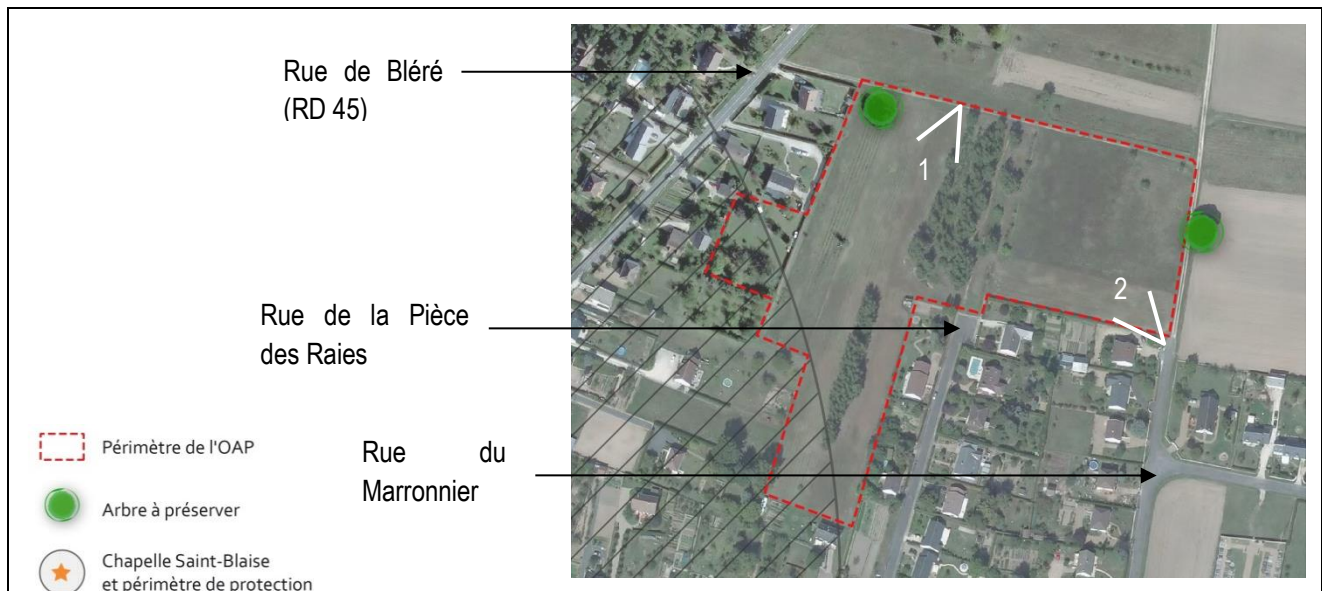 Rue de Bléré
(RD 45)
1
2
Rue de la Pièce
des Raies
Rue du
Marronnier
Périmètre de l'OAP
Arbre à préserver
Chapelle Saint-Blaise
et périmètre de protection